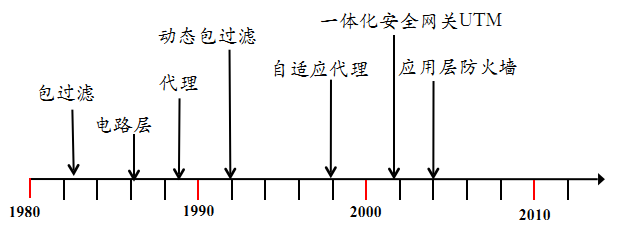 一体化安全网关UTM
动态包过滤
自适应代理
应用层防火墙
代理
包过滤
电路层
1980
1990
2000
2010